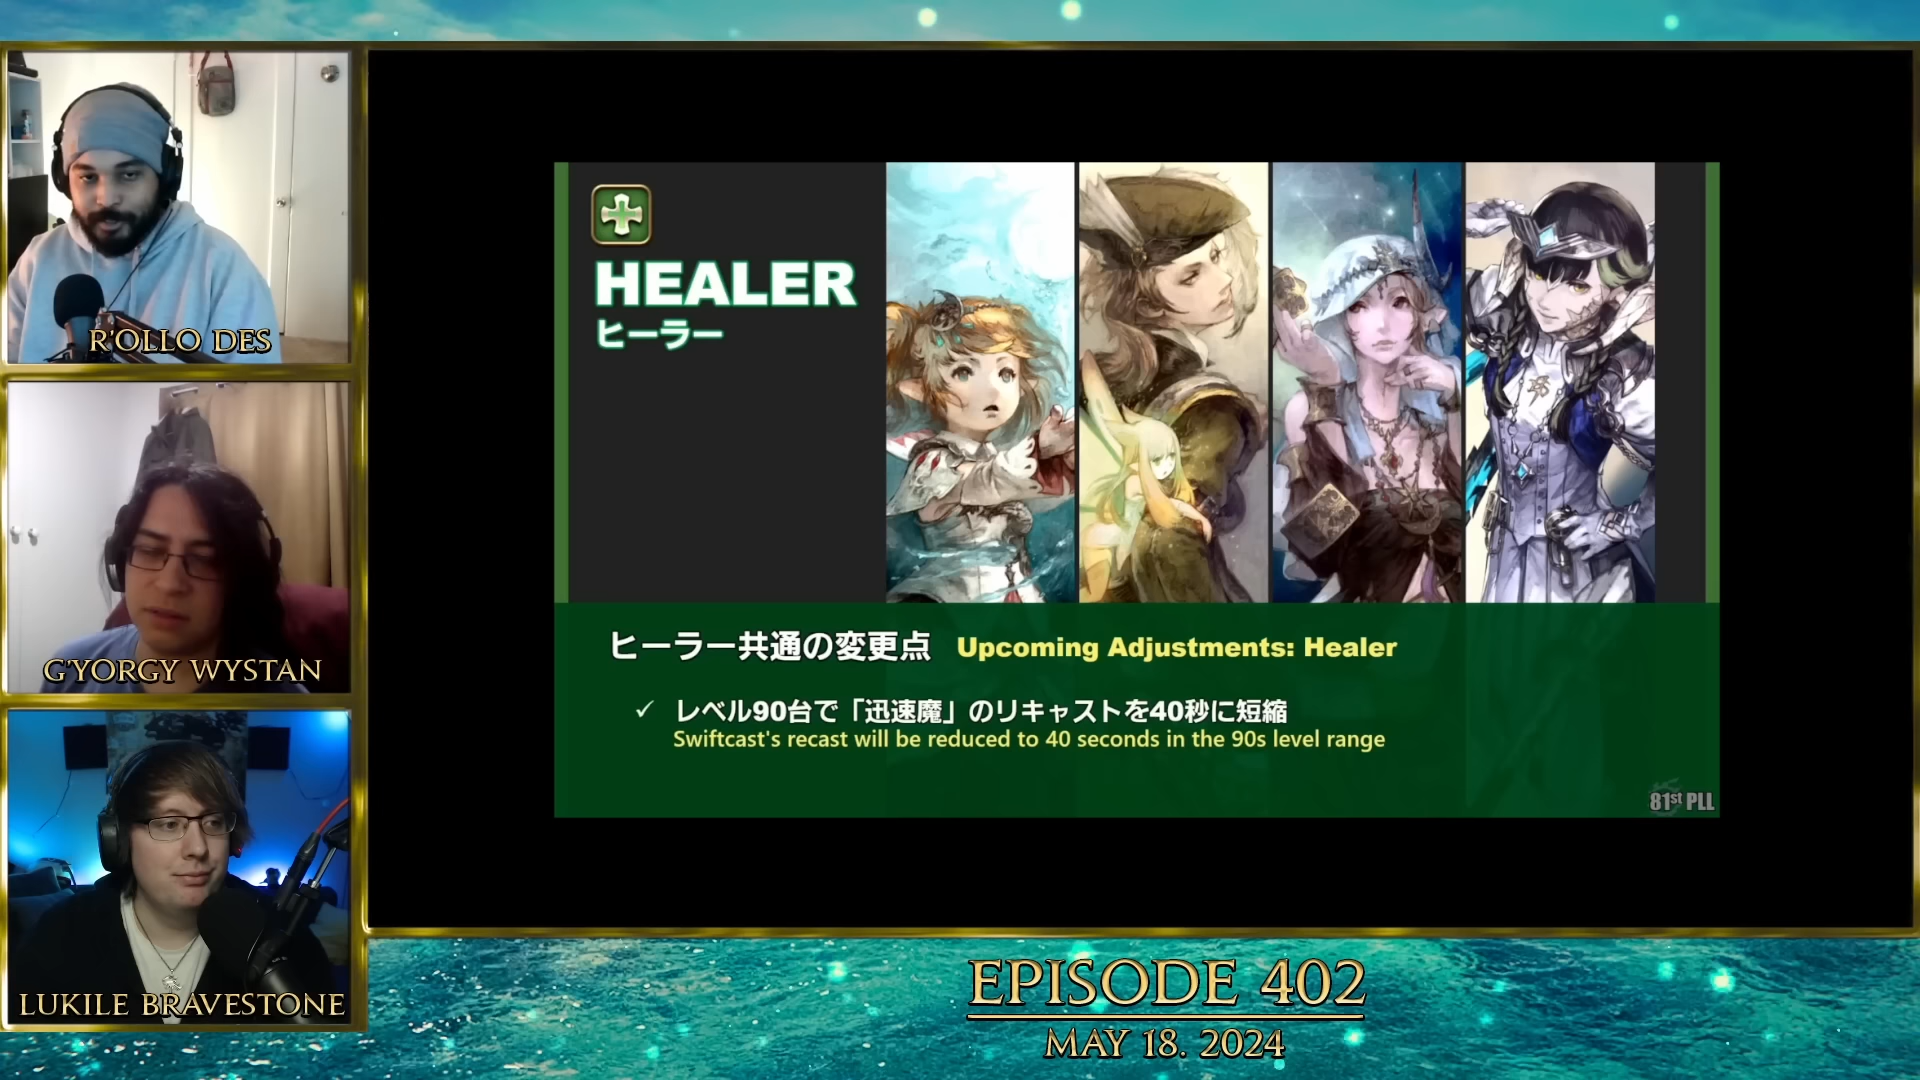 R'OLLO DES
G'YORGY WYSTAN
LUKILE BRAVESTONE
HEALER
ヒーラー
ヒーラー共通の変更点 Upcoming Adjustments: Healer
✓ レベル90台で「迅速魔」のリキャストを40秒に短縮
Swiftcast's recast will be reduced to 40 seconds in the 90s level range
81st PLL
EPISODE 402
MAY 18. 2024